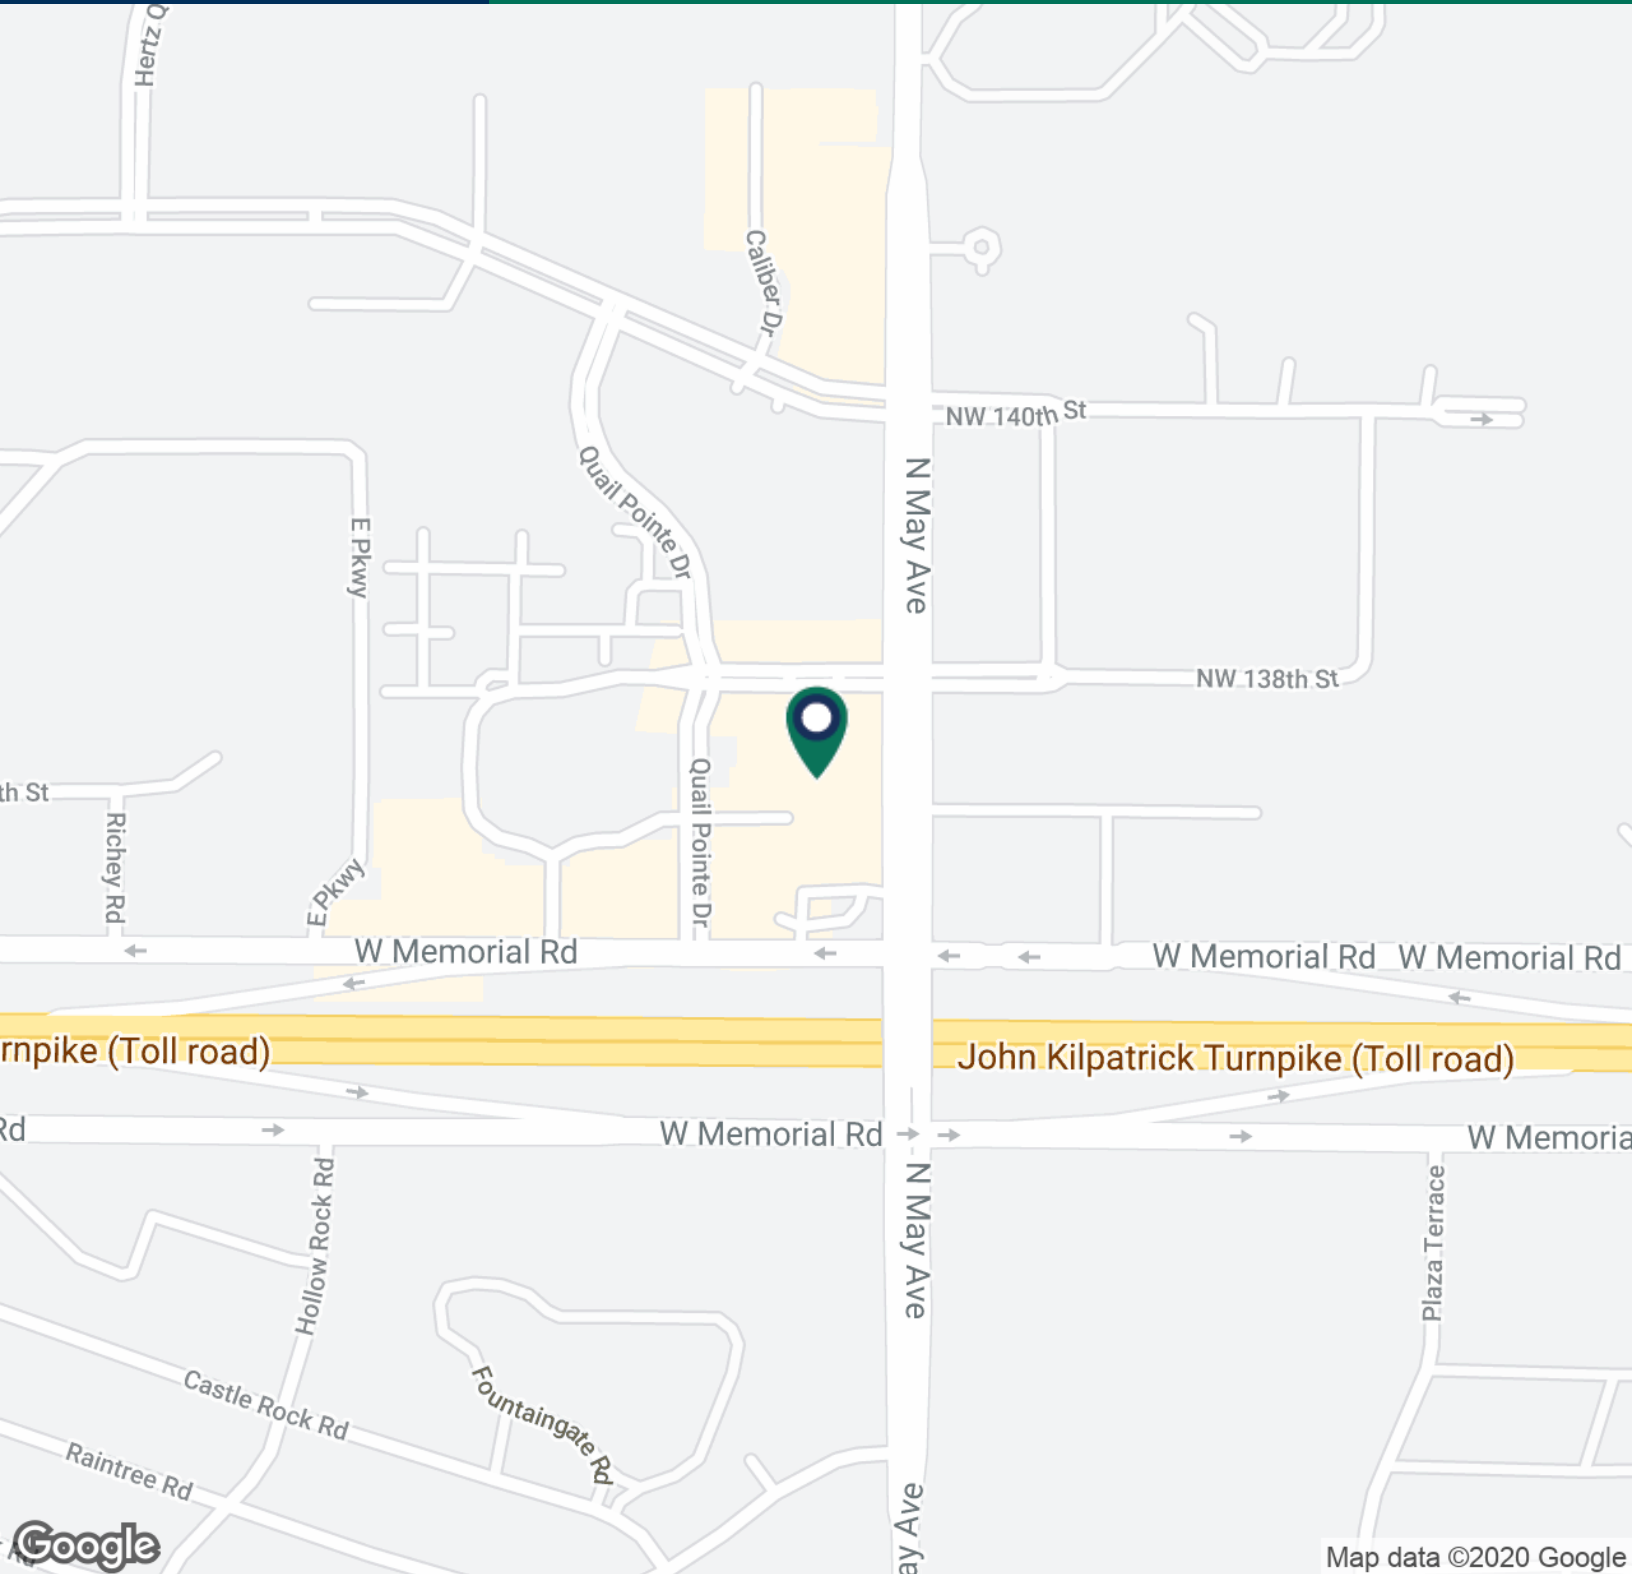 Hertz Q
Caliber Dr
NW 140th St
Quail Pointe Dr
N May Ave
E Pkwy
NW 138th St
th St
Richey Rd
Quail Pointe Dr
E Pkwy
W Memorial Rd
W Memorial Rd
W Memorial Rd
rnpike (Toll road)
John Kilpatrick Turnpike (Toll road)
Rd
W Memorial Rd
W Memoria
Hollow Rock Rd
N May Ave
Plaza Terrace
Castle Rock Rd
Fountaingate Rd
Raintree Rd
ay Ave
Rd
Google
Map data ©2020 Google